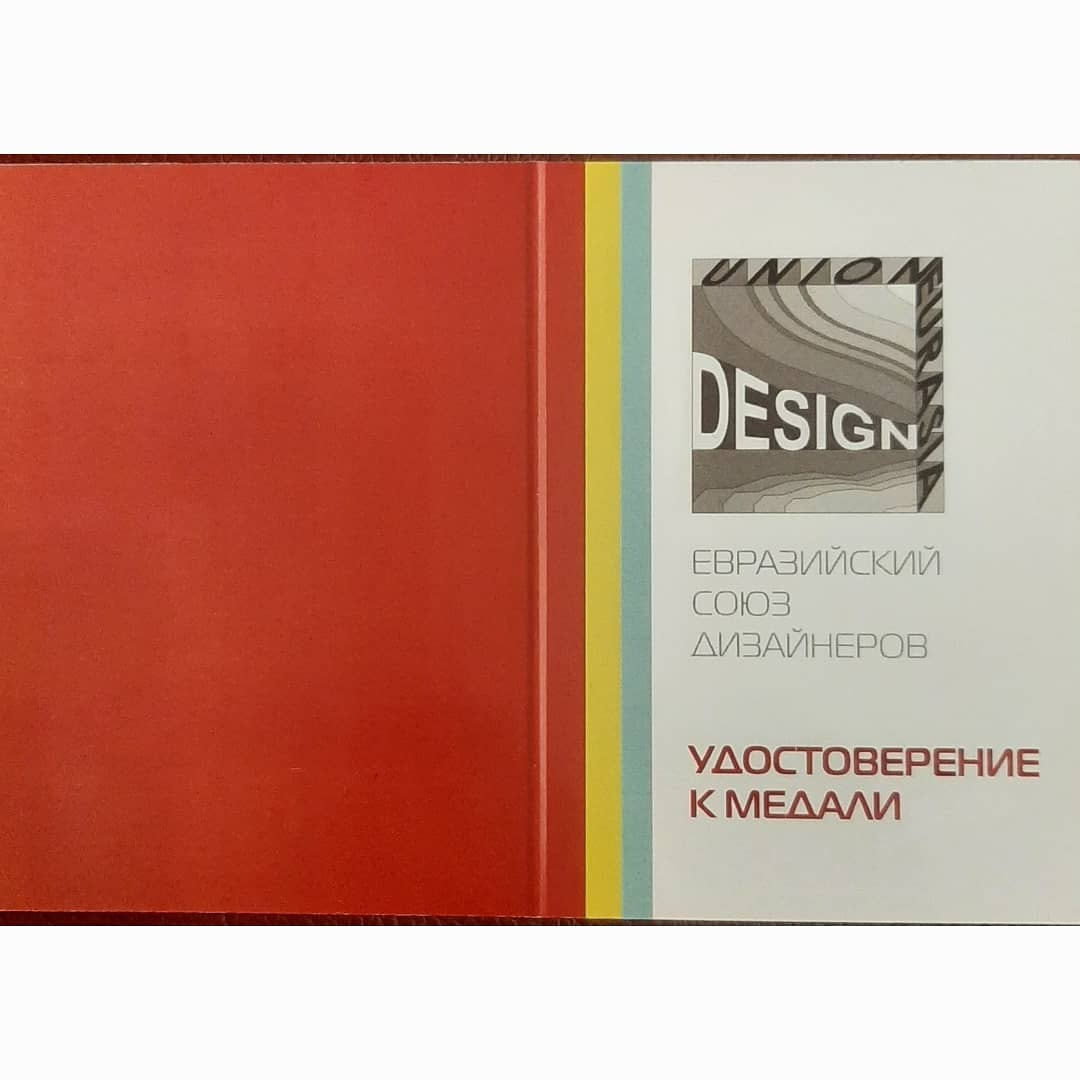 UNION
EURASIA
DESIGN
ЕВРАЗИЙСКИЙ
СОЮЗ
ДИЗАЙНЕРОВ
УДОСТОВЕРЕНИЕ
К МЕДАЛИ